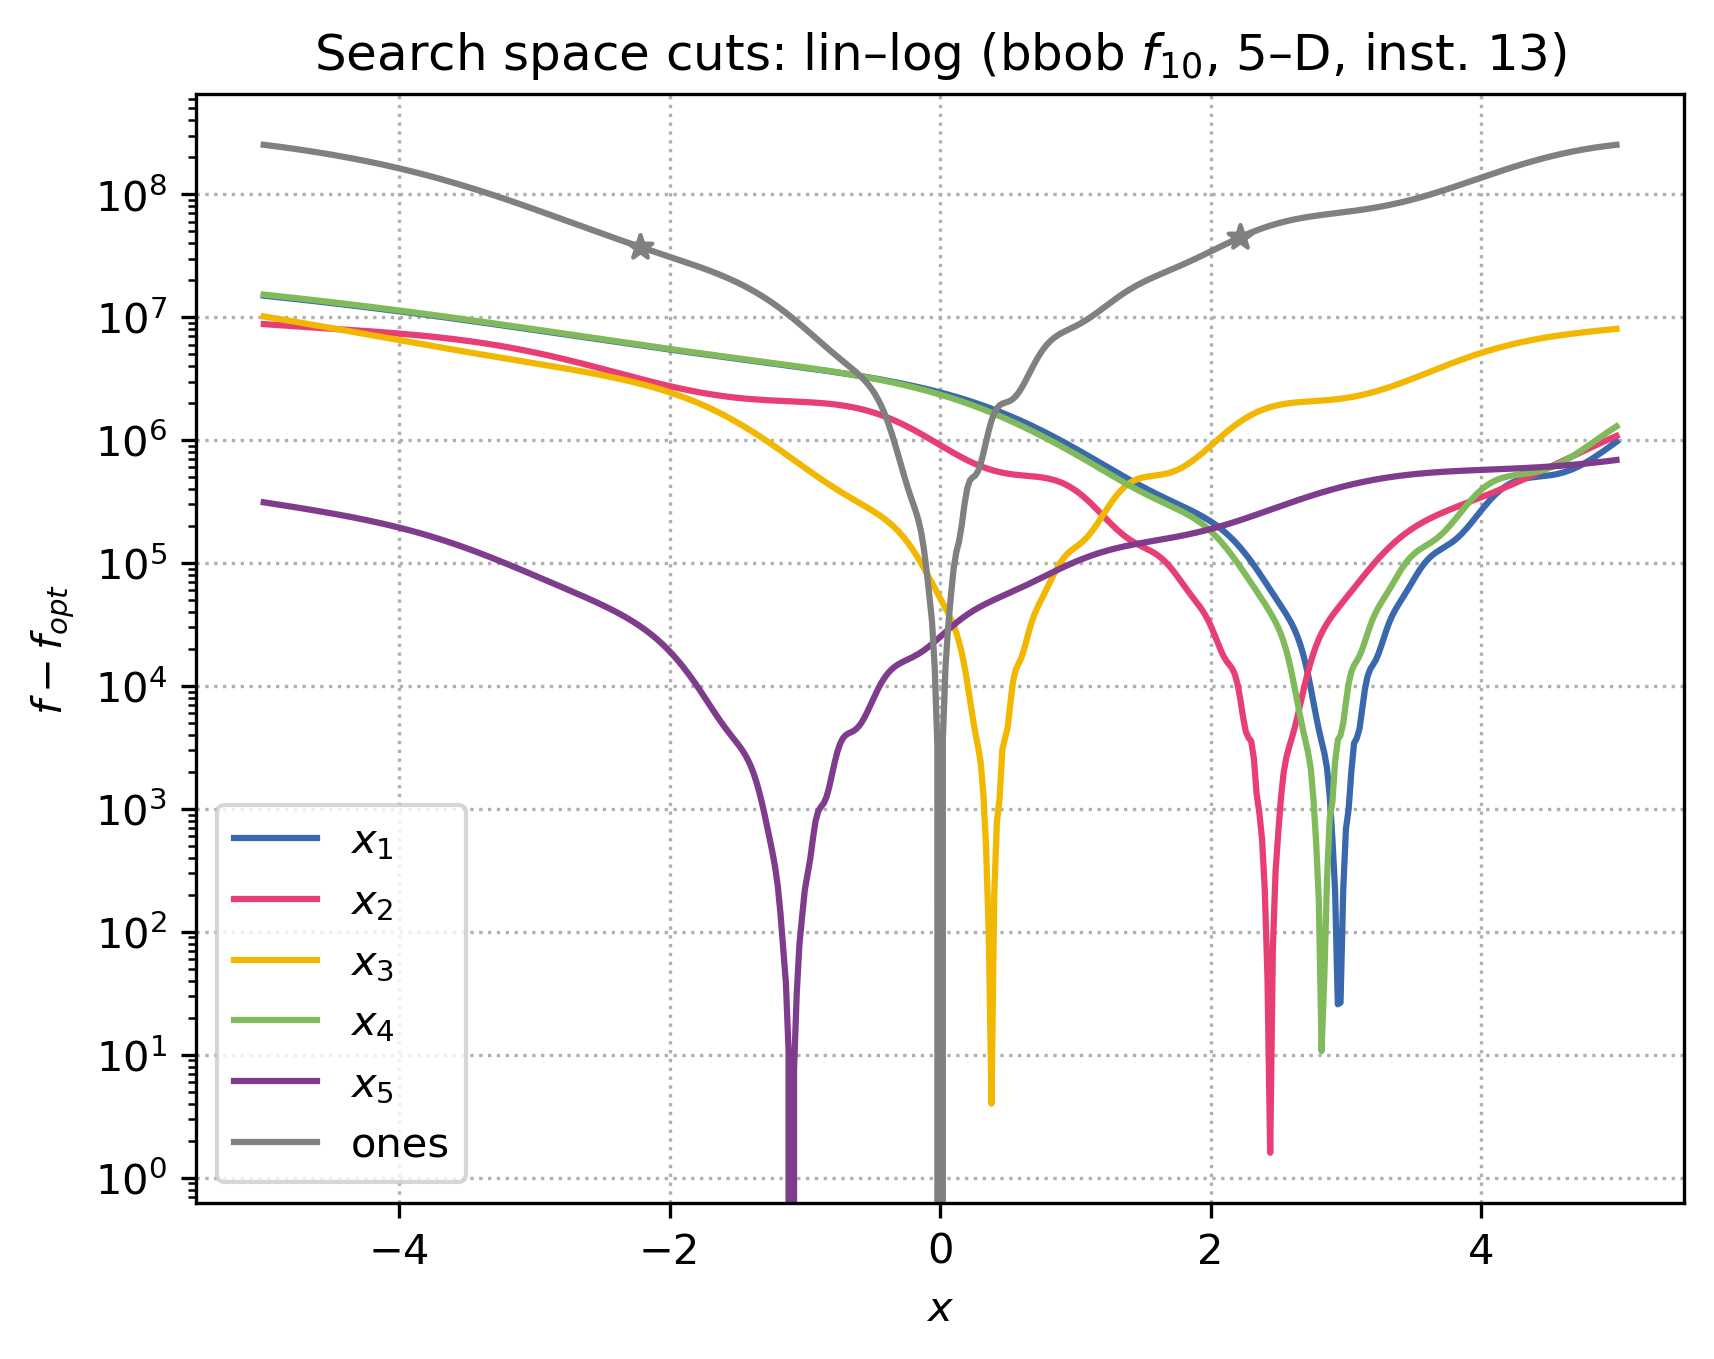 Search space cuts: lin–log (bbob f10, 5–D, inst. 13)
f − fopt
10^8
10^7
10^6
10^5
10^4
10^3
10^2
10^1
10^0
x1
x2
x3
x4
x5
ones
−4 −2 0 2 4
x